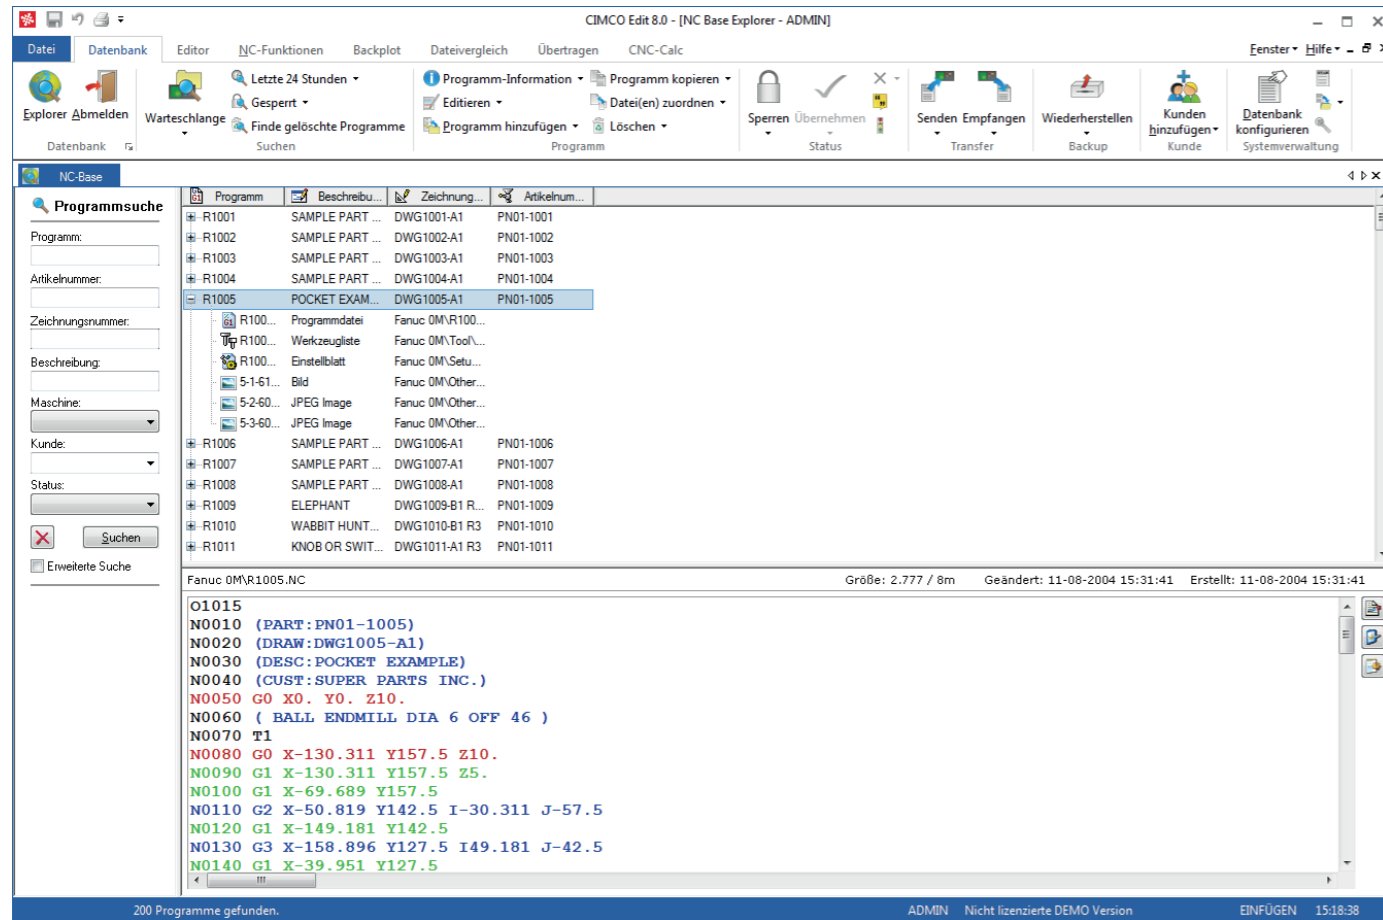 CIMCO Edit 8.0 - [NC Base Explorer - ADMIN]
Datei Datenbank Editor NC-Funktionen Backplot Dateivergleich Übertragen CNC-Calc Fenster Hilfe
Explorer Abmelden
Datenbank
Warteschlange
Letzte 24 Stunden
Gesperrt
Finde gelöschte Programme
Suchen
Programm-Information
Editieren
Programm hinzufügen
Programm kopieren
Datei(en) zuordnen
Löschen
Programm
Sperren Übernehmen
Status
Senden Empfangen
Transfer
Wiederherstellen
Backup
Kunden hinzufügen
Kunde
Datenbank konfigurieren
Systemverwaltung
NC-Base
Programmsuche
Programm:
Artikelnummer:
Zeichnungsnummer:
Beschreibung:
Maschine:
Kunde:
Status:
Suchen
Erweiterte Suche
Programm Beschreibu... Zeichnung... Artikelnum...
R1001 SAMPLE PART ... DWG1001-A1 PN01-1001
R1002 SAMPLE PART ... DWG1002-A1 PN01-1002
R1003 SAMPLE PART ... DWG1003-A1 PN01-1003
R1004 SAMPLE PART ... DWG1004-A1 PN01-1004
R1005 POCKET EXAM... DWG1005-A1 PN01-1005
R100... Programmdatei Fanuc 0M\R100...
R100... Werkzeugliste Fanuc 0M\Tool\...
R100... Einstellblatt Fanuc 0M\Setu...
5-1-61... Bild Fanuc 0M\Other...
5-2-60... JPEG Image Fanuc 0M\Other...
5-3-60... JPEG Image Fanuc 0M\Other...
R1006 SAMPLE PART ... DWG1006-A1 PN01-1006
R1007 SAMPLE PART ... DWG1007-A1 PN01-1007
R1008 SAMPLE PART ... DWG1008-A1 PN01-1008
R1009 ELEPHANT DWG1009-B1 R... PN01-1009
R1010 WABBIT HUNT... DWG1010-B1 R3 PN01-1010
R1011 KNOB OR SWIT... DWG1011-A1 R3 PN01-1011
Fanuc 0M\R1005.NC Größe: 2.777 / 8m Geändert: 11-08-2004 15:31:41 Erstellt: 11-08-2004 15:31:41
O1015
N0010 (PART:PN01-1005)
N0020 (DRAW:DWG1005-A1)
N0030 (DESC:POCKET EXAMPLE)
N0040 (CUST:SUPER PARTS INC.)
N0050 G0 X0. Y0. Z10.
N0060 ( BALL ENDMILL DIA 6 OFF 46 )
N0070 T1
N0080 G0 X-130.311 Y157.5 Z10.
N0090 G1 X-130.311 Y157.5 Z5.
N0100 G1 X-69.689 Y157.5
N0110 G2 X-50.819 Y142.5 I-30.311 J-57.5
N0120 G1 X-149.181 Y142.5
N0130 G3 X-158.896 Y127.5 I49.181 J-42.5
N0140 G1 X-39.951 Y127.5
200 Programme gefunden. ADMIN Nicht lizenzierte DEMO Version EINFÜGEN 15:18:38